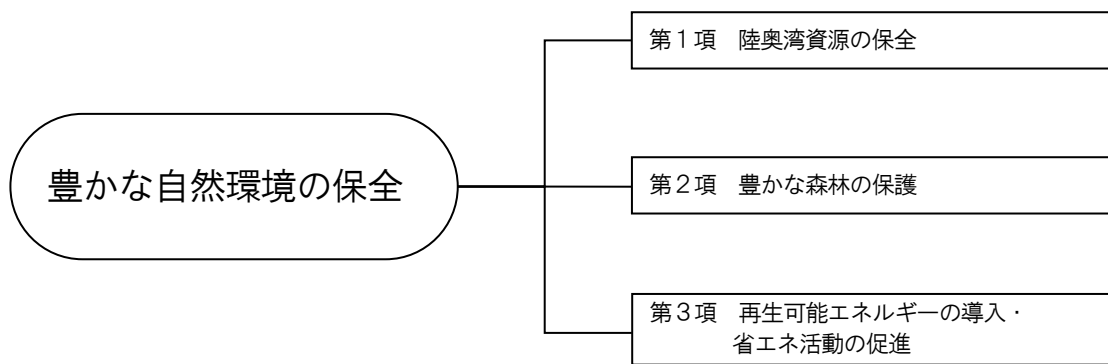 豊かな自然環境の保全
第１項　陸奥湾資源の保全
第２項　豊かな森林の保護
第３項　再生可能エネルギーの導入・
省エネ活動の促進